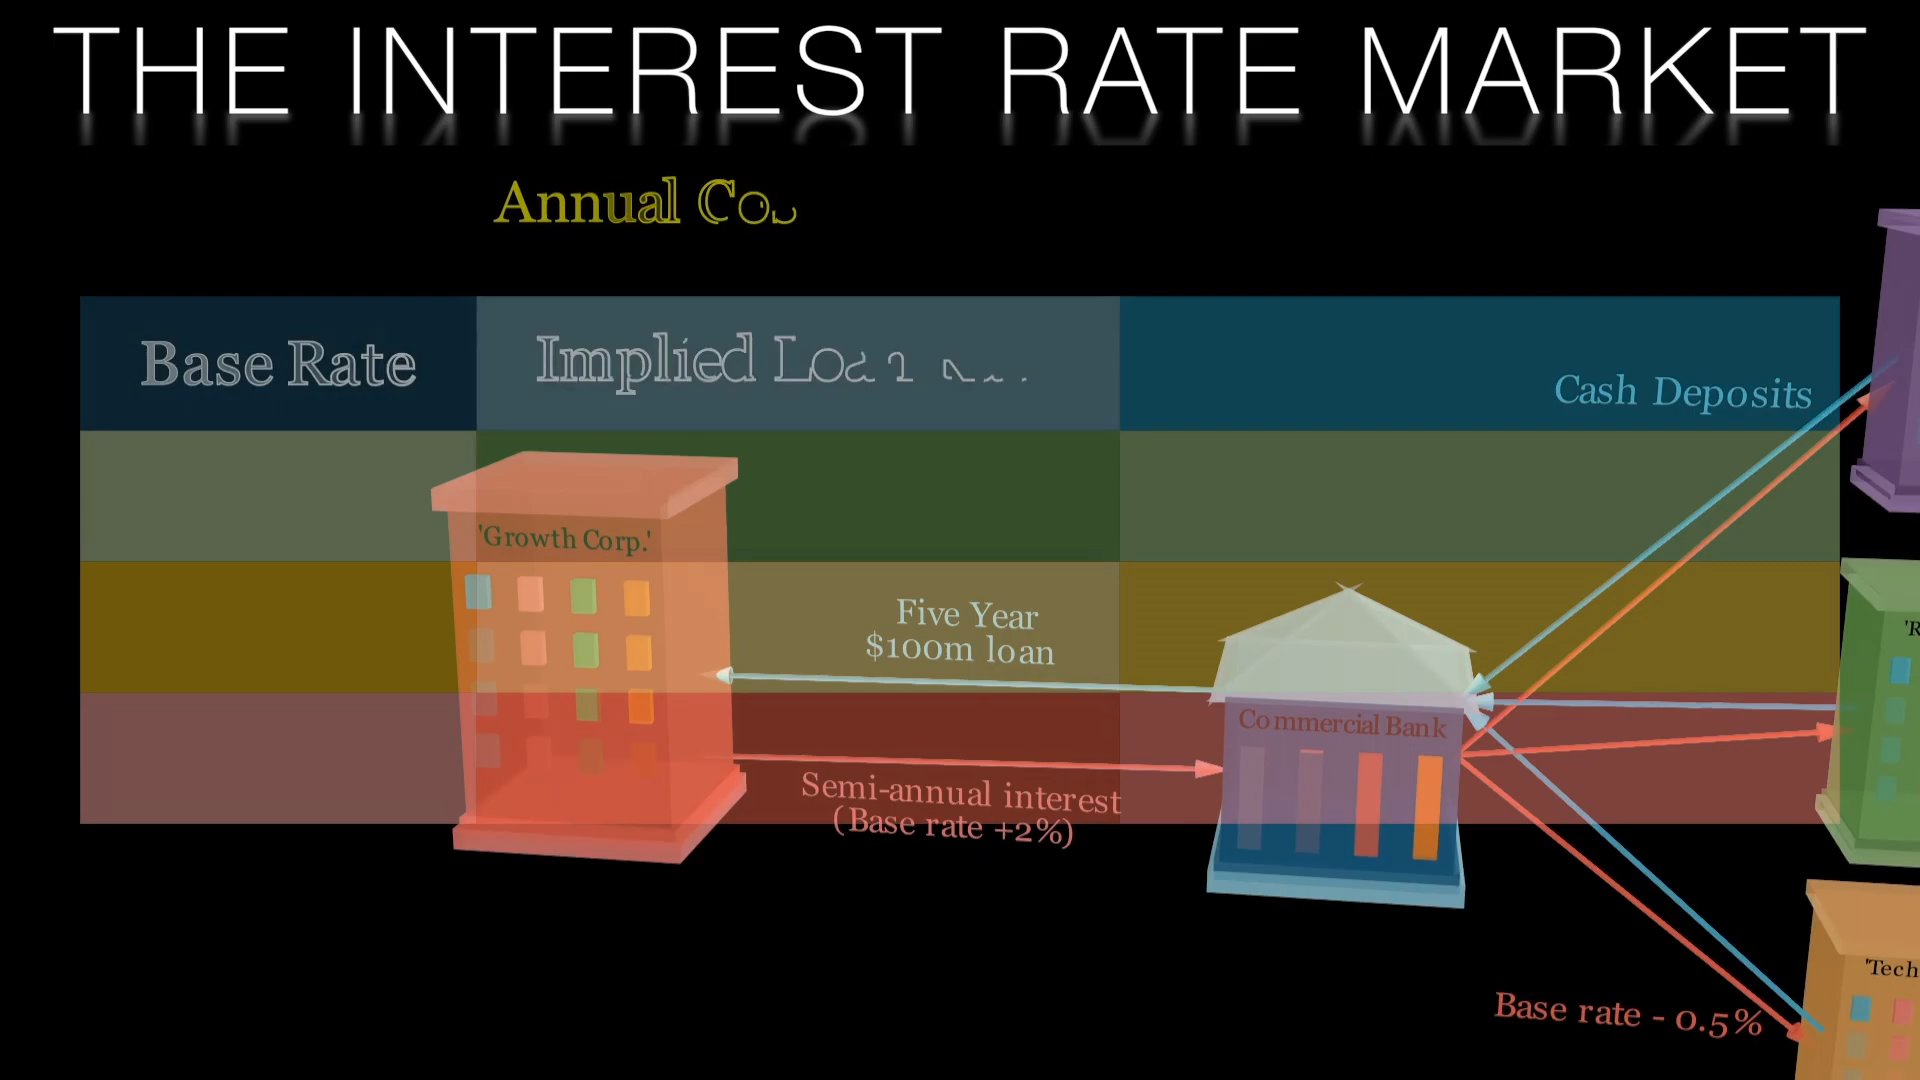 THE INTEREST RATE MARKET
Annual
Base Rate
Implied
Cash Deposits
'Growth Corp.'
Five Year
$100m loan
Commercial Bank
Semi-annual interest
(Base rate +2%)
'Tech
Base rate - 0.5%